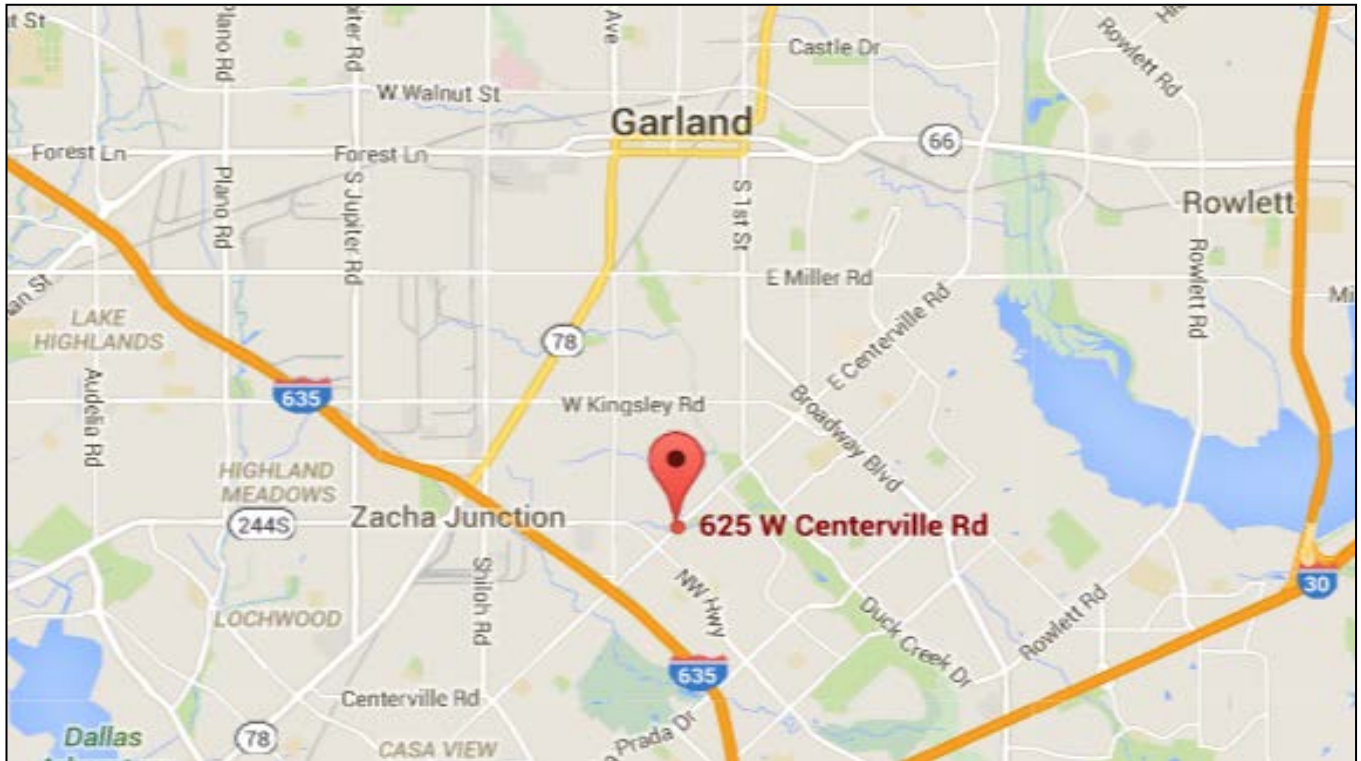 Plano Rd
Ave
Castle Dr
Rowlett Rd
W Walnut St
Garland
66
Forest Ln
Forest Ln
Plano Rd
S Jupiter Rd
S 1st St
Rowlett
E Miller Rd
Rowlett Rd
LAKE
HIGHLANDS
78
E Centerville Rd
635
Audelia Rd
W Kingsley Rd
Broadway Blvd
HIGHLAND
MEADOWS
244S
Zacha Junction
625 W Centerville Rd
Shiloh Rd
NW Hwy
30
LOCHWOOD
Duck Creek Dr
Rowlett Rd
635
Centerville Rd
Prada Dr
78
Dallas
CASA VIEW